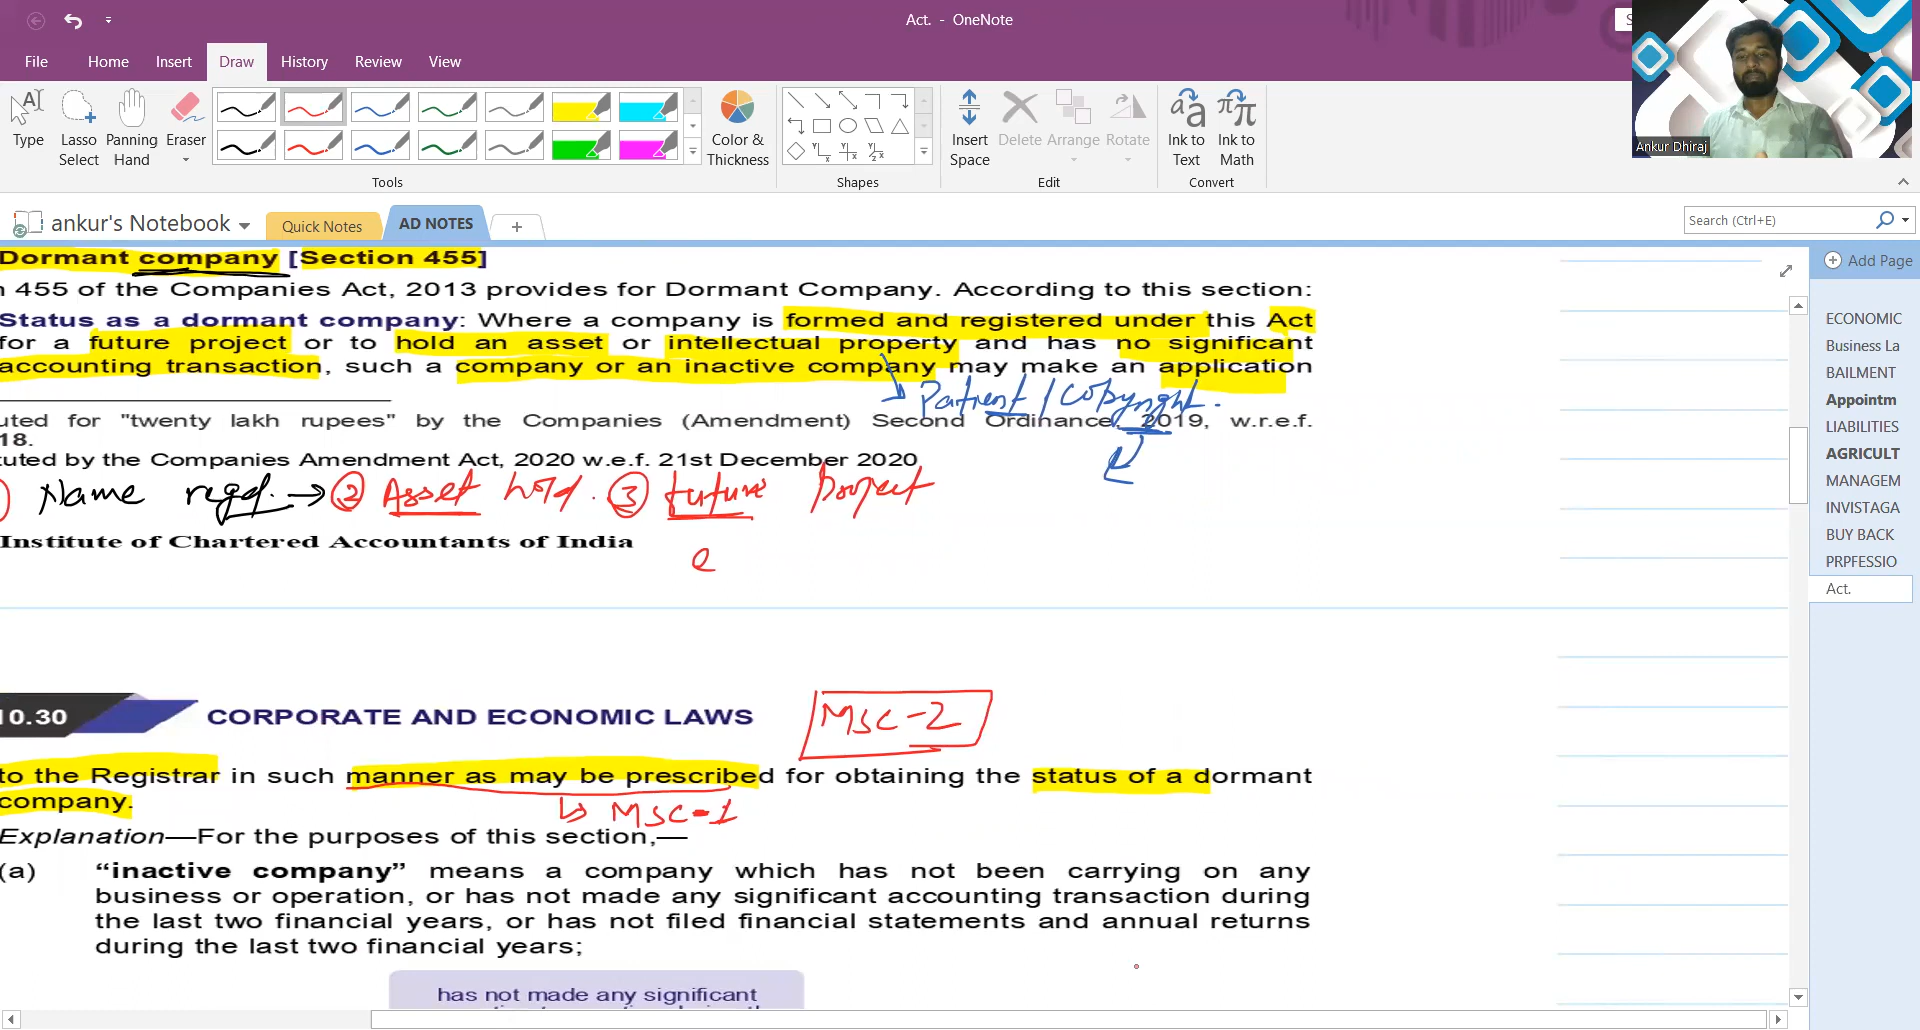 Act. - OneNote
File Home Insert Draw History Review View
Type Lasso Select Panning Hand Eraser Color & Thickness Insert Space Delete Arrange Rotate Ink to Text Ink to Math
Tools Shapes Edit Convert
Ankur Dhiraj
ankur's Notebook Quick Notes AD NOTES + Search (Ctrl+E)
Add Page
ECONOMIC
Business La
BAILMENT
Appointm
LIABILITIES
AGRICULT
MANAGEM
INVISTAGA
BUY BACK
PRPFESSIO
Act.
Dormant company [Section 455]
455 of the Companies Act, 2013 provides for Dormant Company. According to this section:
Status as a dormant company: Where a company is formed and registered under this Act
for a future project or to hold an asset or intellectual property and has no significant
accounting transaction, such a company or an inactive company may make an application
Patient / Copyright.
uted for "twenty lakh rupees" by the Companies (Amendment) Second Ordinance, 2019, w.r.e.f.
18.
tuted by the Companies Amendment Act, 2020 w.e.f. 21st December 2020
Name regd. → ② Asset hold. ③ future project
Institute of Chartered Accountants of India
e
10.30 CORPORATE AND ECONOMIC LAWS MSC-2
to the Registrar in such manner as may be prescribed for obtaining the status of a dormant
company.
MSC-1
Explanation—For the purposes of this section,—
(a) “inactive company” means a company which has not been carrying on any
business or operation, or has not made any significant accounting transaction during
the last two financial years, or has not filed financial statements and annual returns
during the last two financial years;
has not made any significant